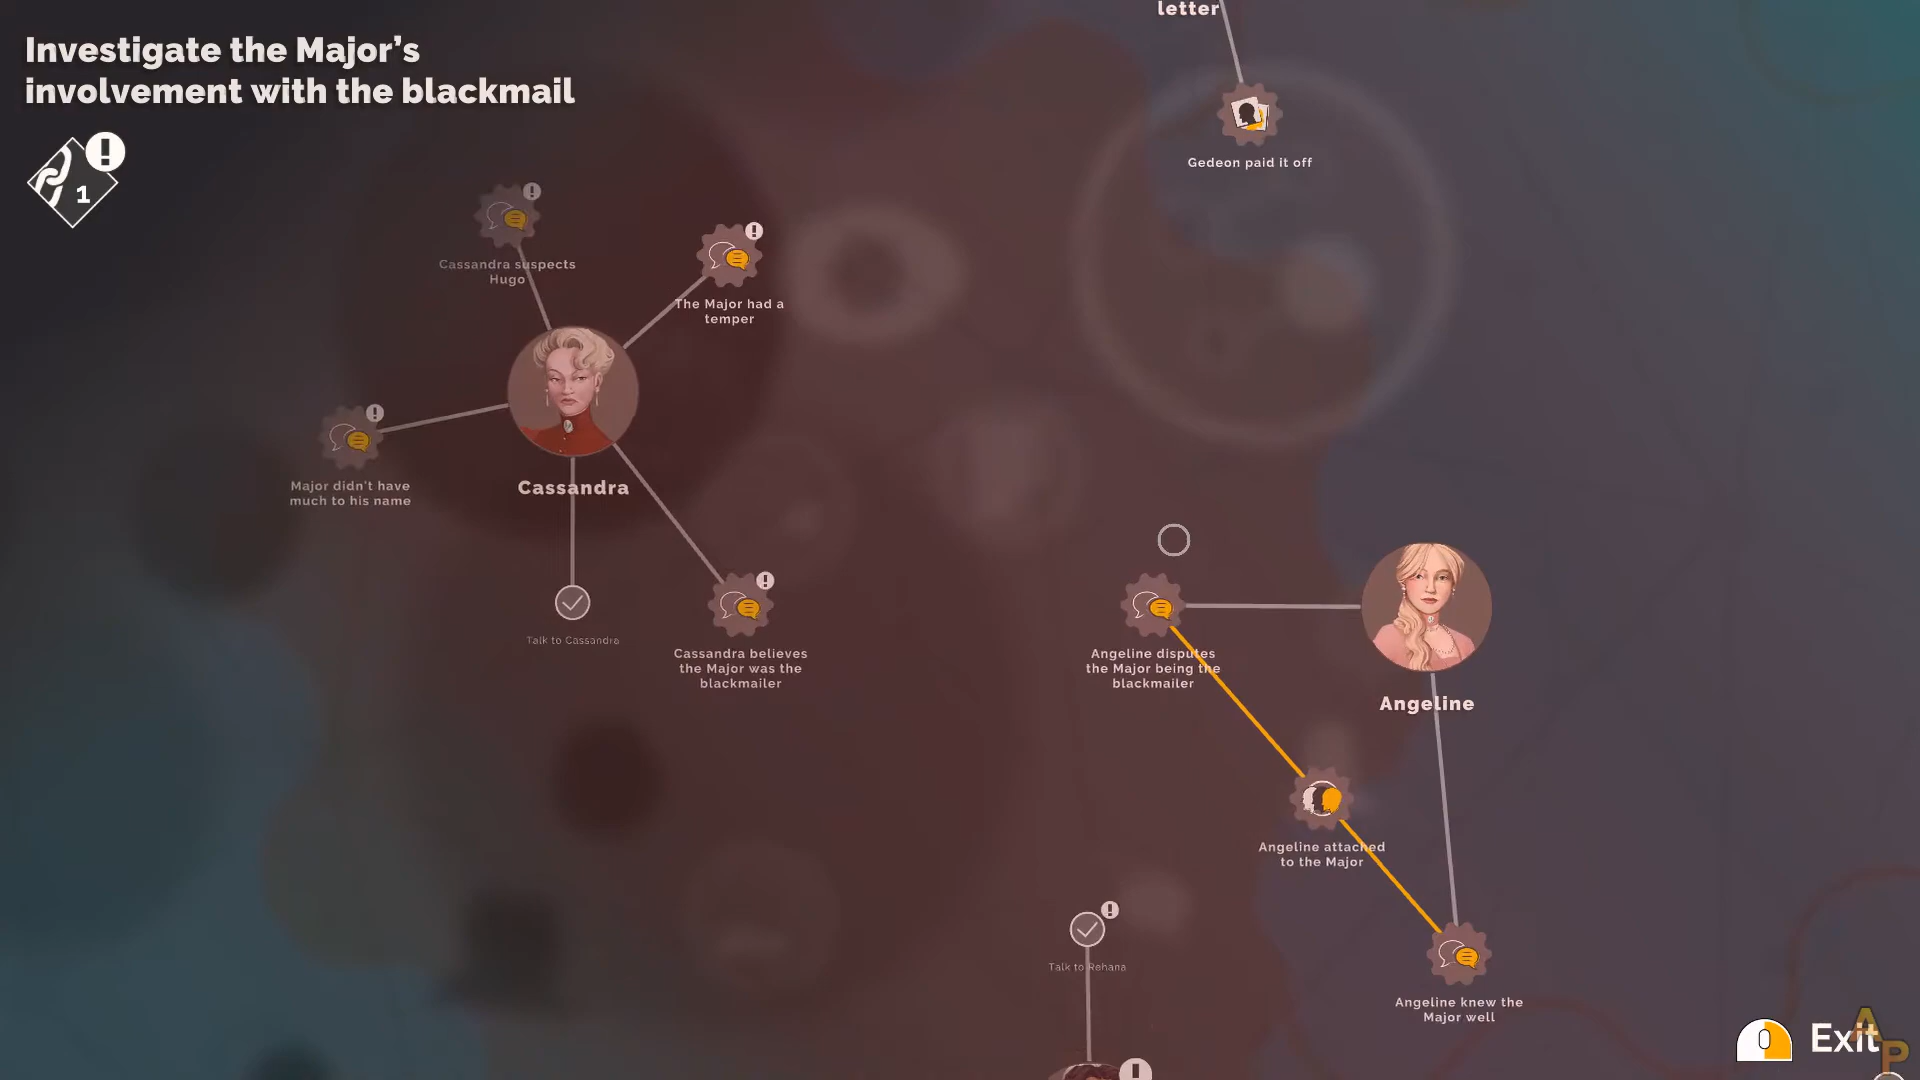 letter
Investigate the Major's
involvement with the blackmail
1
Gedeon paid it off
Cassandra suspects
Hugo
The Major had a
temper
Major didn't have
much to his name
Cassandra
Talk to Cassandra
Cassandra believes
the Major was the
blackmailer
Angeline disputes
the Major being the
blackmailer
Angeline
Angeline attached
to the Major
Talk to Rehana
Angeline knew the
Major well
Exit
A
P